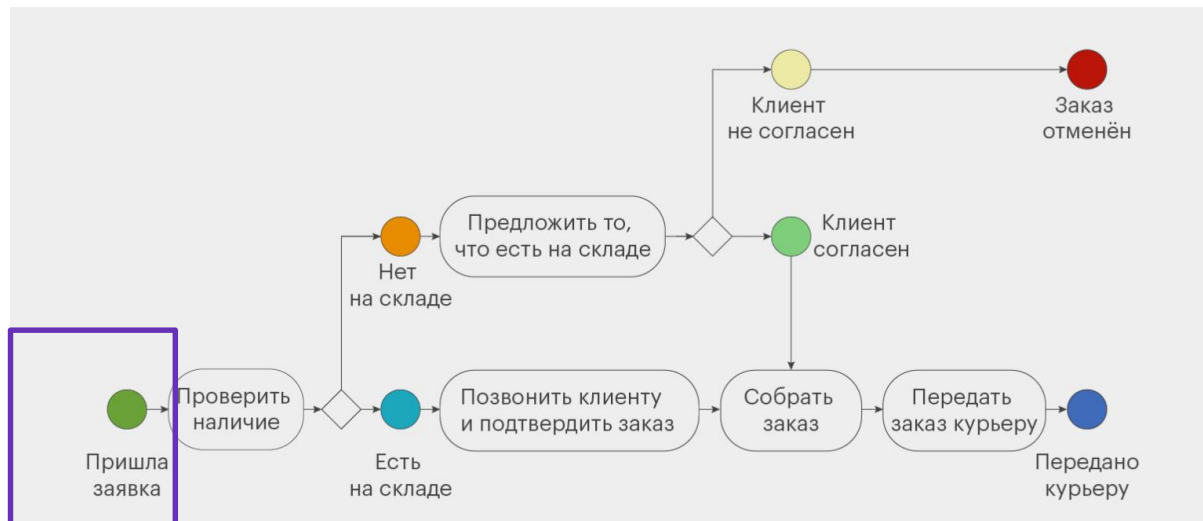 Клиент
не согласен
Заказ
отменён
Предложить то,
что есть на складе
Клиент
согласен
Нет
на складе
Пришла
заявка
Проверить
наличие
Есть
на складе
Позвонить клиенту
и подтвердить заказ
Собрать
заказ
Передать
заказ курьеру
Передано
курьеру